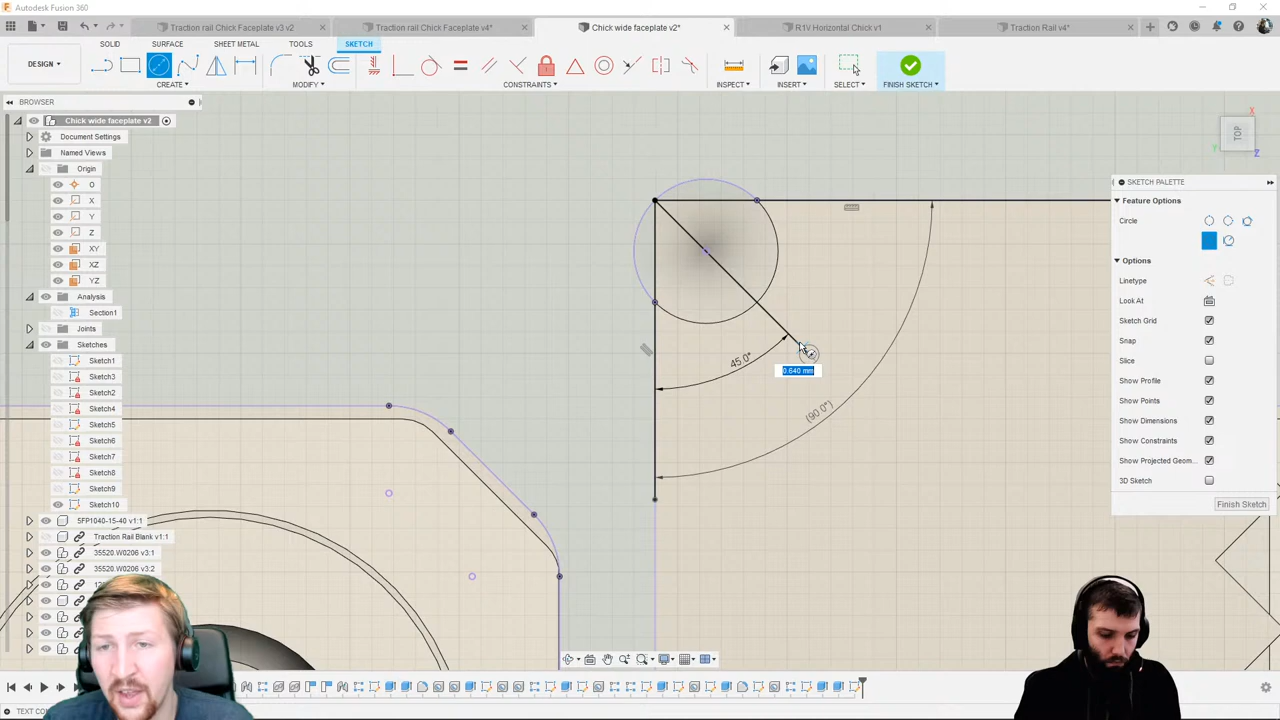 Autodesk Fusion 360
Traction rail Chick Faceplate v3 v2
Traction rail Chick Faceplate v4*
Chick wide faceplate v2*
R1V Horizontal Chick v1
Traction Rail v4*
SOLID
SURFACE
SHEET METAL
TOOLS
SKETCH
DESIGN
CREATE
MODIFY
CONSTRAINTS
INSPECT
INSERT
SELECT
FINISH SKETCH
BROWSER
Chick wide faceplate v2
Document Settings
Named Views
Origin
O
X
Y
Z
XY
XZ
YZ
Analysis
Section1
Joints
Sketches
Sketch1
Sketch3
Sketch2
Sketch4
Sketch5
Sketch6
Sketch7
Sketch8
Sketch9
Sketch10
5FP1040-15-40 v1:1
Traction Rail Blank v1:1
35520.W0206 v3:1
35520.W0206 v3:2
45.0°
(90.0°)
0.640 mm
X
TOP
Y
Z
SKETCH PALETTE
Feature Options
Circle
Options
Linetype
Look At
Sketch Grid
Snap
Slice
Show Profile
Show Points
Show Dimensions
Show Constraints
Show Projected Geom...
3D Sketch
Finish Sketch
TEXT